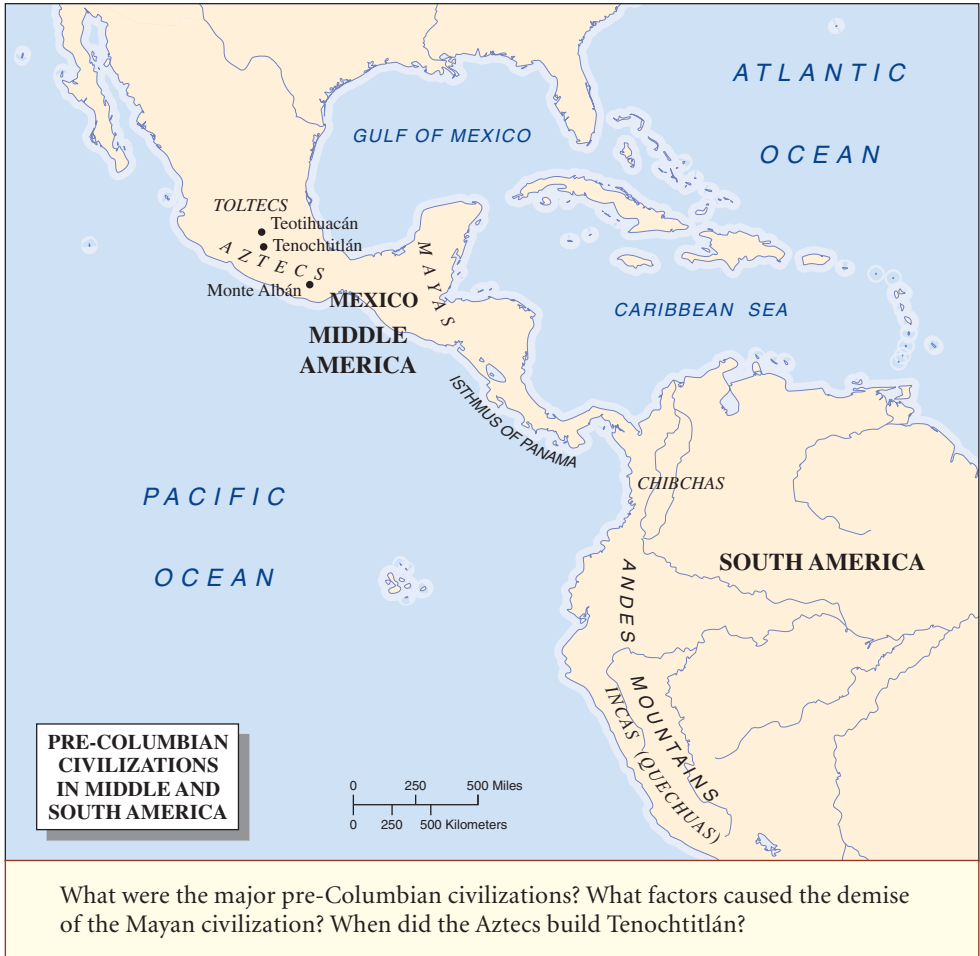 ATLANTIC
OCEAN
GULF OF MEXICO
TOLTECS
Teotihuacán
Tenochtitlán
AZTECS
Monte Albán
MEXICO
MAYAS
MIDDLE
AMERICA
CARIBBEAN SEA
ISTHMUS OF PANAMA
PACIFIC
OCEAN
CHIBCHAS
SOUTH AMERICA
ANDES
MOUNTAINS
INCAS (QUECHUAS)
PRE-COLUMBIAN
CIVILIZATIONS
IN MIDDLE AND
SOUTH AMERICA
0 250 500 Miles
0 250 500 Kilometers
What were the major pre-Columbian civilizations? What factors caused the demise
of the Mayan civilization? When did the Aztecs build Tenochtitlán?